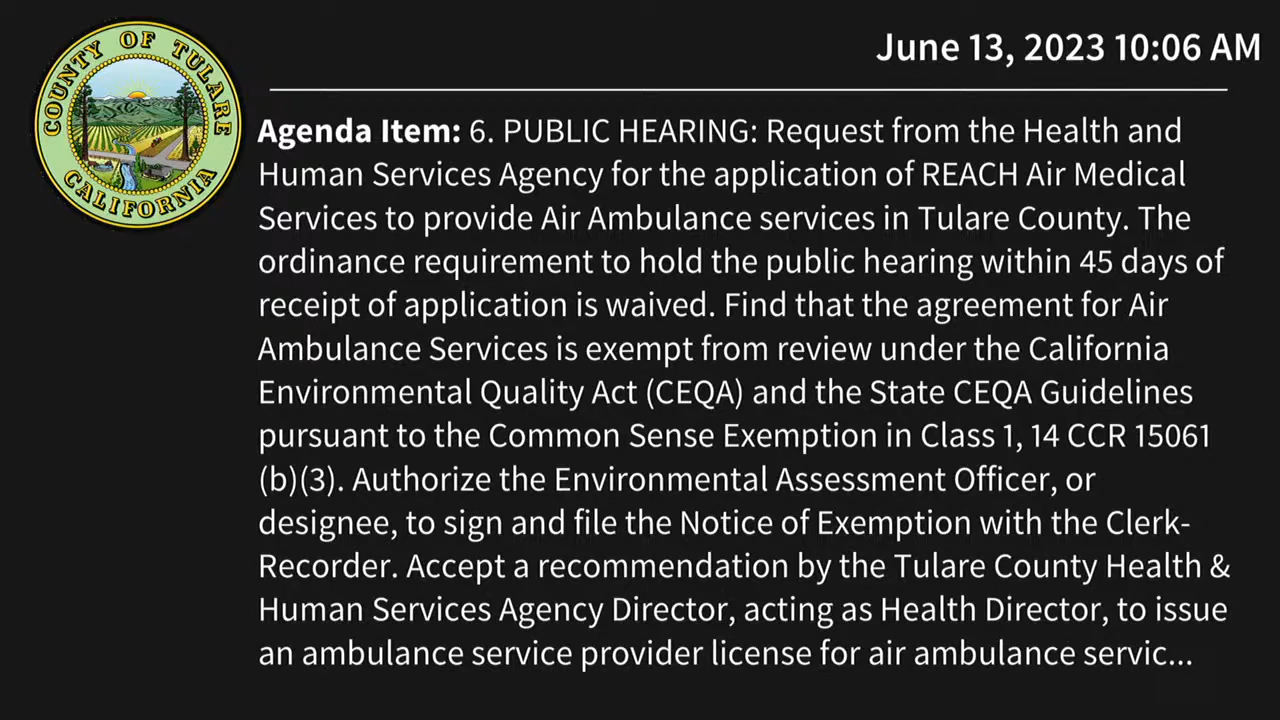 COUNTY OF TULARE
CALIFORNIA
June 13, 2023 10:06 AM
Agenda Item: 6. PUBLIC HEARING: Request from the Health and
Human Services Agency for the application of REACH Air Medical
Services to provide Air Ambulance services in Tulare County. The
ordinance requirement to hold the public hearing within 45 days of
receipt of application is waived. Find that the agreement for Air
Ambulance Services is exempt from review under the California
Environmental Quality Act (CEQA) and the State CEQA Guidelines
pursuant to the Common Sense Exemption in Class 1, 14 CCR 15061
(b)(3). Authorize the Environmental Assessment Officer, or
designee, to sign and file the Notice of Exemption with the Clerk-
Recorder. Accept a recommendation by the Tulare County Health &
Human Services Agency Director, acting as Health Director, to issue
an ambulance service provider license for air ambulance servic...